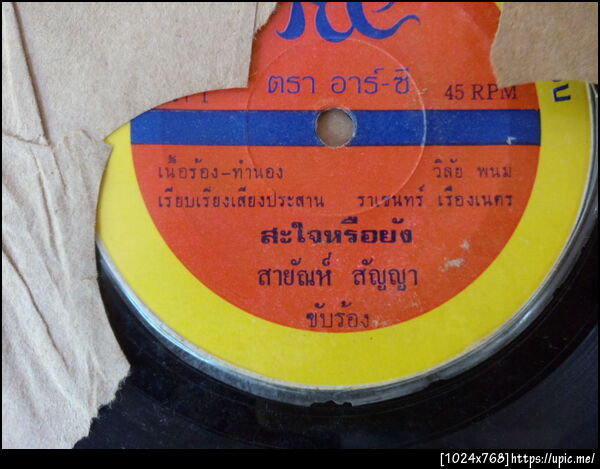 ตรา อาร์-ซี
45 RPM
เนื้อร้อง-ทำนอง วิลัย พนม
เรียบเรียงเสียงประสาน ราเชนทร์ เรืองเนตร
สะใจหรือยัง
สายัณห์ สัญญา
ขับร้อง
[1024x768]https://upic.me/